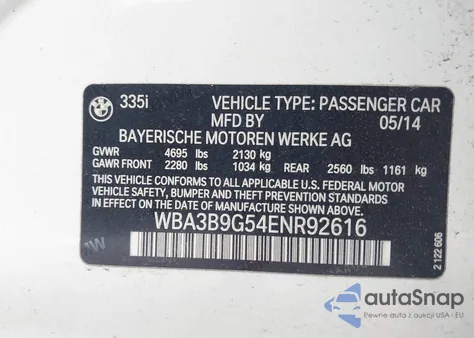 335i VEHICLE TYPE: PASSENGER CAR
MFD BY 05/14
BAYERISCHE MOTOREN WERKE AG
GVWR 4695 lbs 2130 kg
GAWR FRONT 2280 lbs 1034 kg REAR 2560 lbs 1161 kg
THIS VEHICLE CONFORMS TO ALL APPLICABLE U.S. FEDERAL MOTOR
VEHICLE SAFETY, BUMPER AND THEFT PREVENTION STANDARDS IN
EFFECT ON THE DATE OF MANUFACTURE SHOWN ABOVE.
WBA3B9G54ENR92616
2 122 606
autoSnap
Pewne auta z aukcji USA - EU